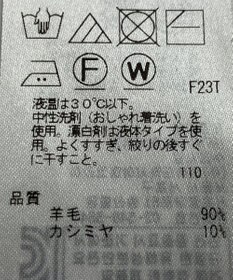 F
W
F23T
液温は30℃以下。
中性洗剤（おしゃれ着洗い）を
使用。漂白剤は液体タイプを使
用。よくすすぎ、絞りの後すぐ
に干すこと。
110
品質
羊毛 90%
カシミヤ 10%